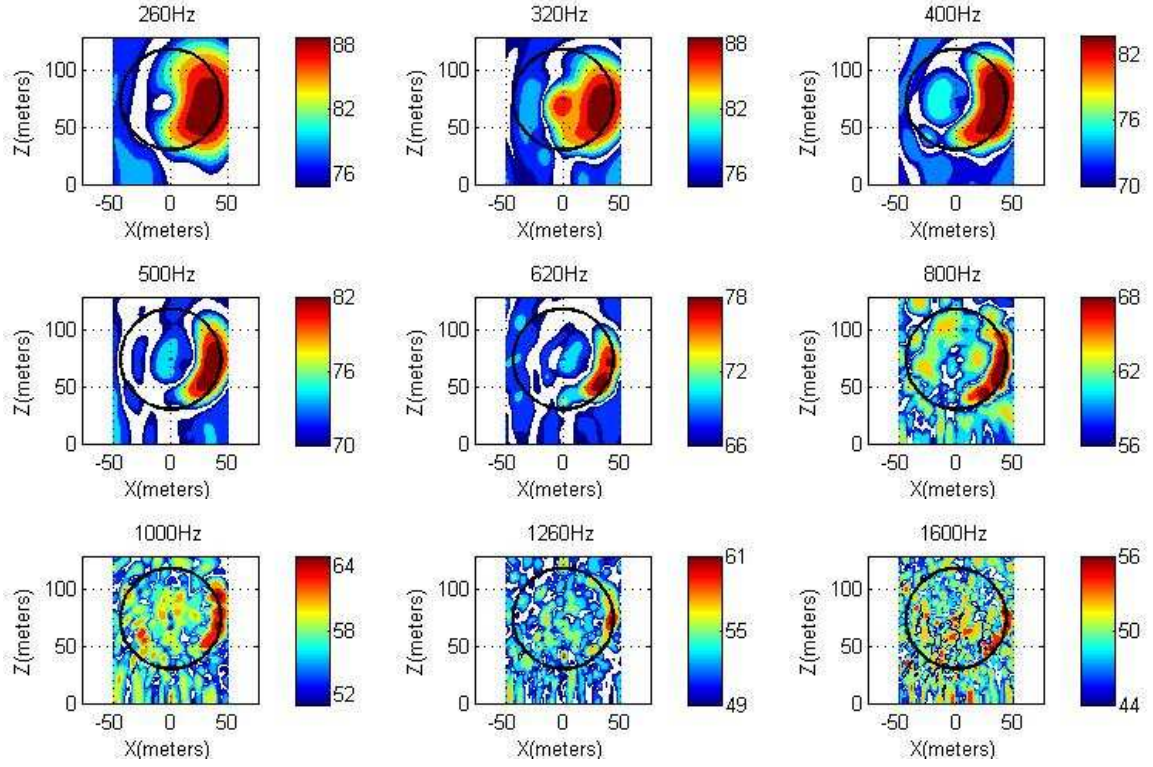 260Hz
Z(meters)
100
50
0
-50 0 50
X(meters)
88
82
76
320Hz
Z(meters)
100
50
0
-50 0 50
X(meters)
88
82
76
400Hz
Z(meters)
100
50
0
-50 0 50
X(meters)
82
76
70
500Hz
Z(meters)
100
50
0
-50 0 50
X(meters)
82
76
70
620Hz
Z(meters)
100
50
0
-50 0 50
X(meters)
78
72
66
800Hz
Z(meters)
100
50
0
-50 0 50
X(meters)
68
62
56
1000Hz
Z(meters)
100
50
0
-50 0 50
X(meters)
64
58
52
1260Hz
Z(meters)
100
50
0
-50 0 50
X(meters)
61
55
49
1600Hz
Z(meters)
100
50
0
-50 0 50
X(meters)
56
50
44